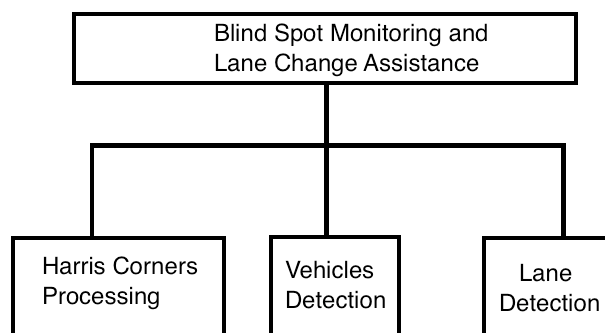 Blind Spot Monitoring and
Lane Change Assistance
Harris Corners
Processing
Vehicles
Detection
Lane
Detection